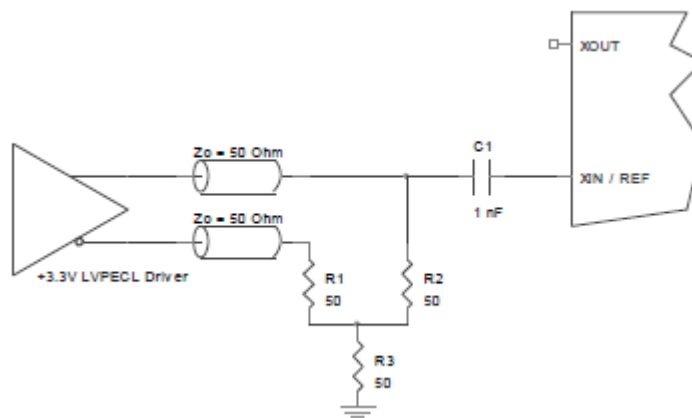 XOUT
Zo = 50 Ohm
C1
XIN / REF
1 nF
Zo = 50 Ohm
+3.3V LVPECL Driver
R1
50
R2
50
R3
50